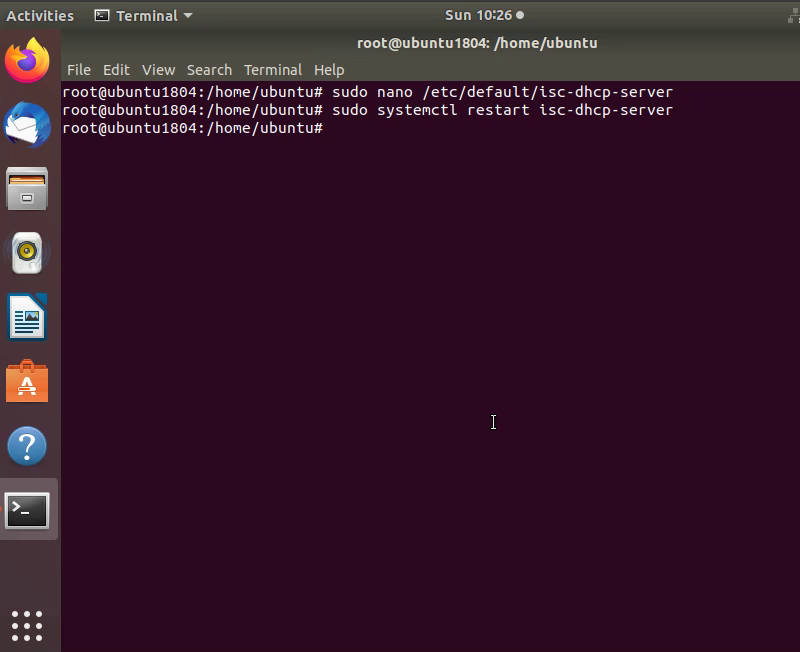 Activities Terminal Sun 10:26
root@ubuntu1804: /home/ubuntu
File Edit View Search Terminal Help
root@ubuntu1804:/home/ubuntu# sudo nano /etc/default/isc-dhcp-server
root@ubuntu1804:/home/ubuntu# sudo systemctl restart isc-dhcp-server
root@ubuntu1804:/home/ubuntu#